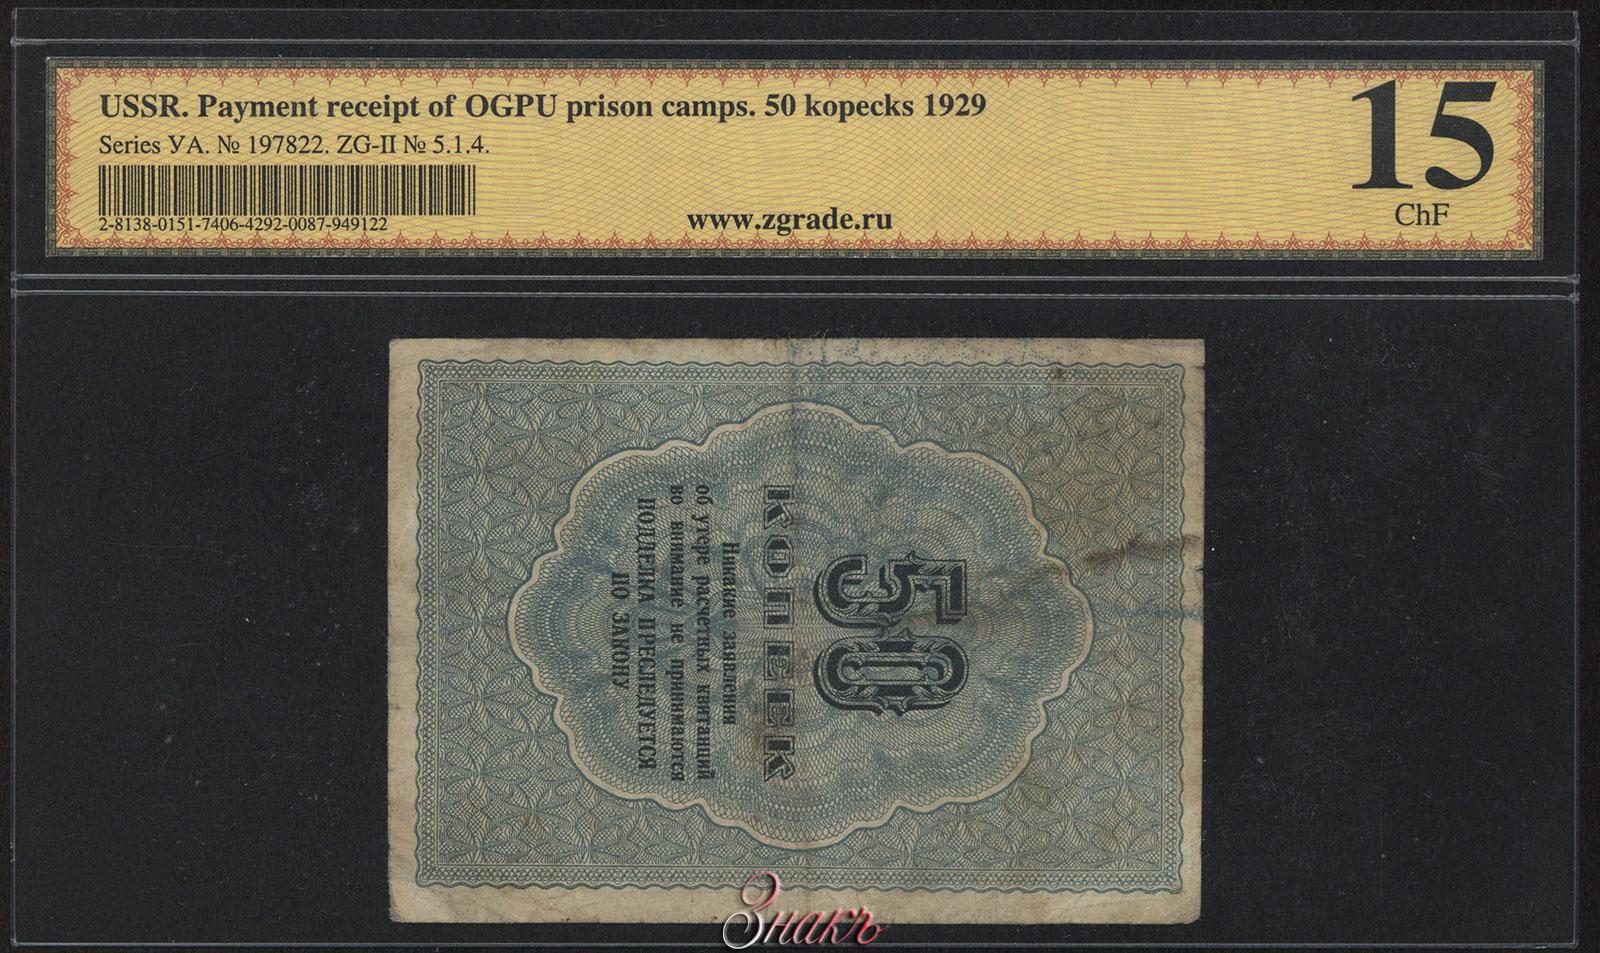 USSR. Payment receipt of OGPU prison camps. 50 kopecks 1929
Series УА. № 197822. ZG-II № 5.1.4.
2-8138-0151-7406-4292-0087-949122
www.zgrade.ru
15
ChF
50
КОПЕЕК
Никакие заявления
об утере расчетных квитанций
во внимание не принимаются
ПОДДЕЛКА ПРЕСЛЕДУЕТСЯ
ПО ЗАКОНУ
Знакъ